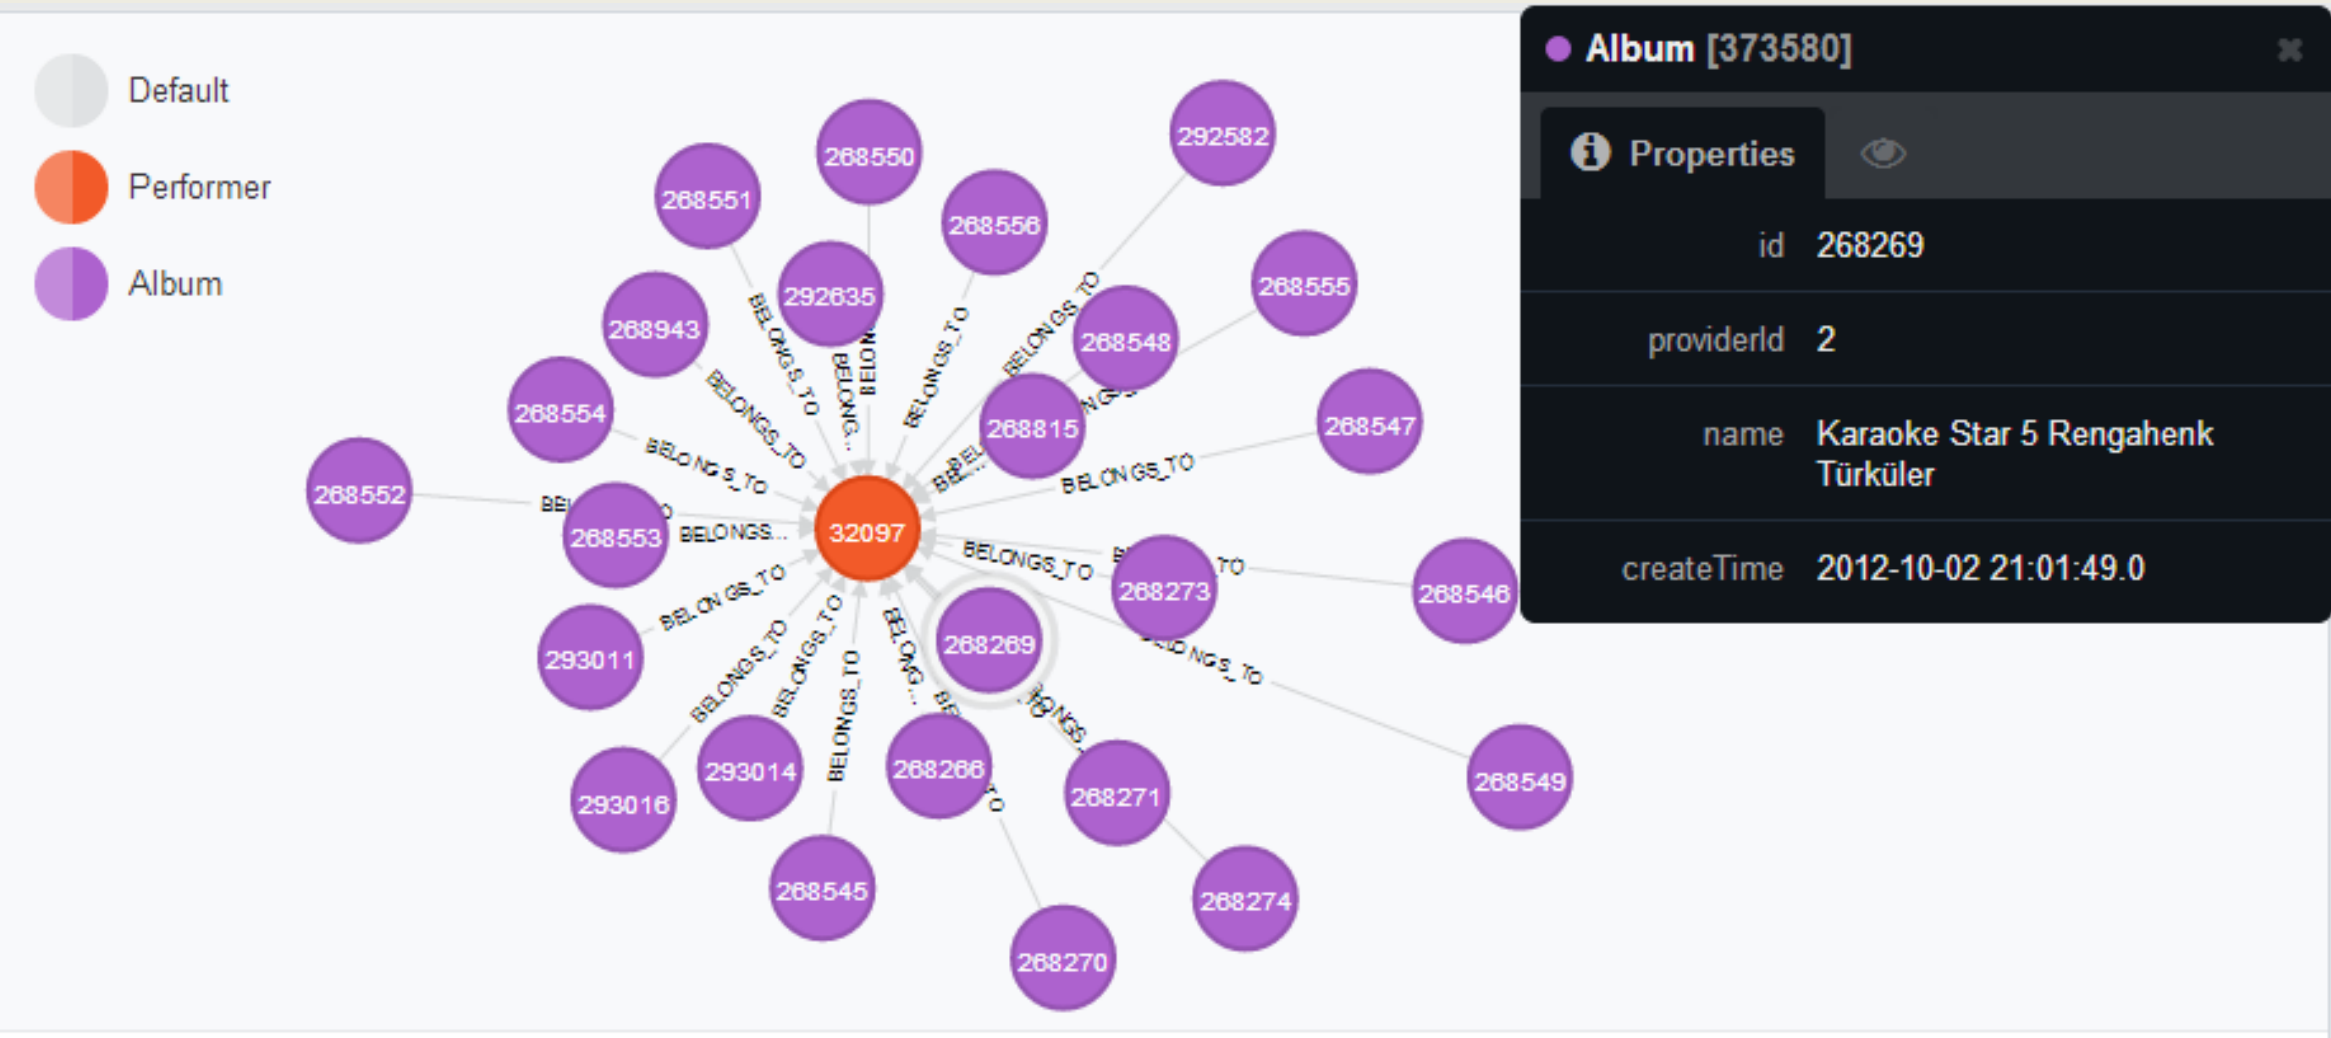 Default
Performer
Album
Album [373580]
Properties
id 268269
providerId 2
name Karaoke Star 5 Rengahenk
Türküler
createTime 2012-10-02 21:01:49.0
292582
268550
268551
268556
268555
292635
268943
268548
268554
268815
268547
268552
32097
268553
268273
268546
268269
293011
293014
268266
268549
293016
268271
268545
268274
268270
BELONGS_TO
BELONGS_TO
BELONGS_TO
BELONGS_TO
BELONG...
BELONGS_TO
BELONGS_TO
BELONGS_TO
BELONGS...
BELONGS_TO
BELONGS_TO
BELONGS_TO
BELONGS_TO
BELONGS_TO
BELONG...